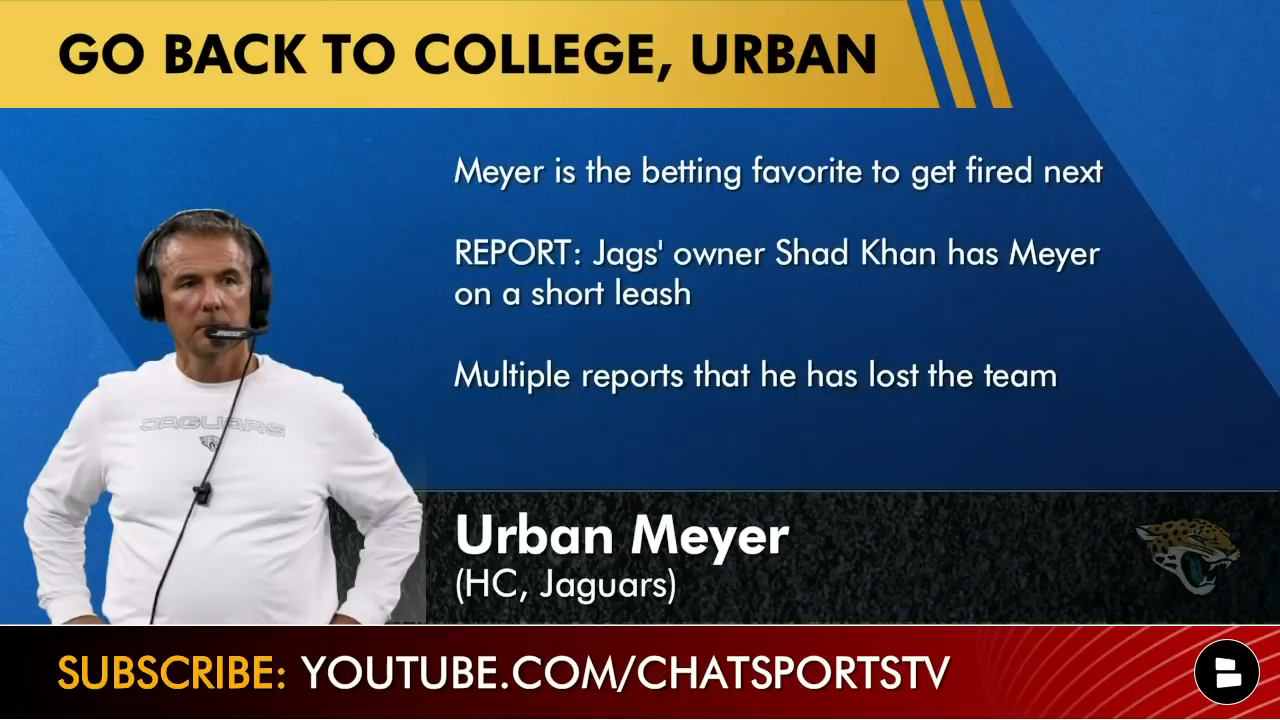 GO BACK TO COLLEGE, URBAN
Meyer is the betting favorite to get fired next
REPORT: Jags' owner Shad Khan has Meyer
on a short leash
Multiple reports that he has lost the team
BOSE
JAGUARS
Urban Meyer
(HC, Jaguars)
SUBSCRIBE: YOUTUBE.COM/CHATSPORTSTV